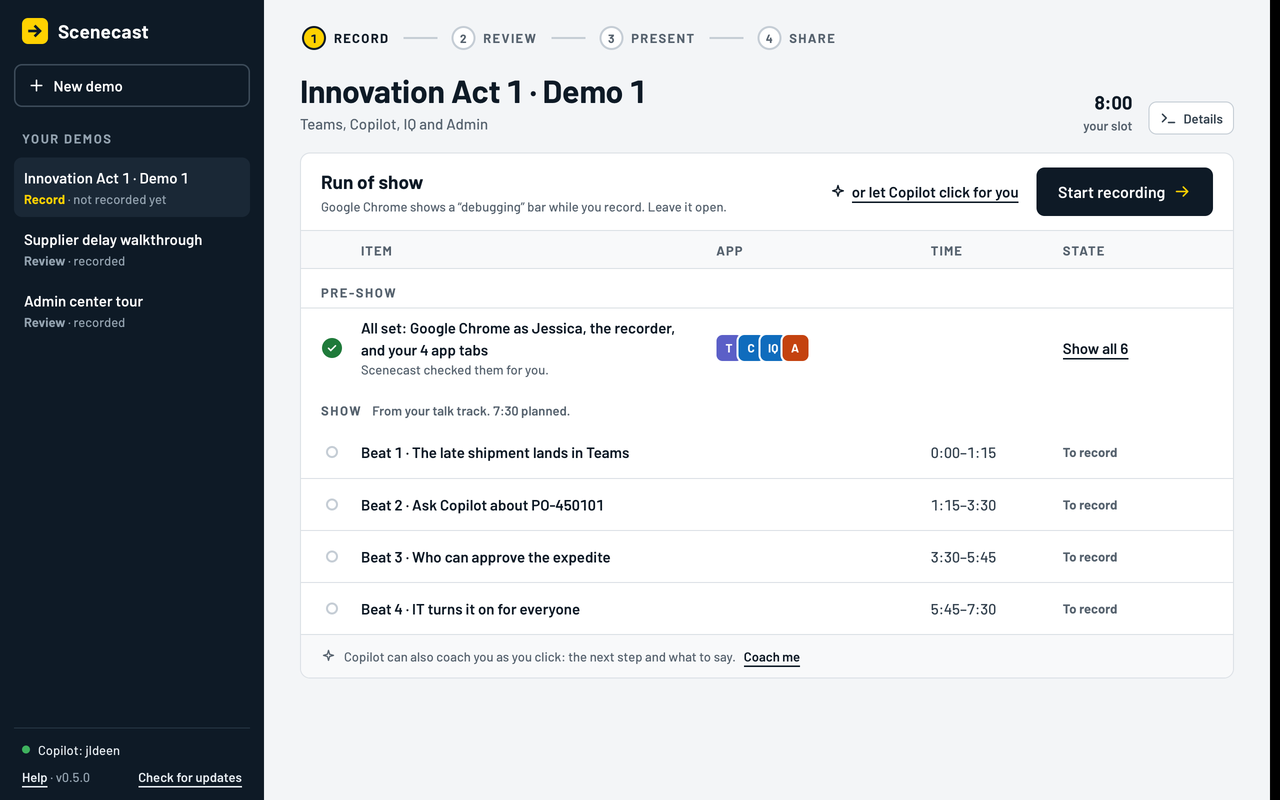 Scenecast
New demo
YOUR DEMOS
Innovation Act 1 · Demo 1
Record · not recorded yet
Supplier delay walkthrough
Review · recorded
Admin center tour
Review · recorded
Copilot: jldeen
Help · v0.5.0
Check for updates
1 RECORD
2 REVIEW
3 PRESENT
4 SHARE
Innovation Act 1 · Demo 1
Teams, Copilot, IQ and Admin
8:00
your slot
Details
Run of show
Google Chrome shows a “debugging” bar while you record. Leave it open.
or let Copilot click for you
Start recording
ITEM APP TIME STATE
PRE-SHOW
All set: Google Chrome as Jessica, the recorder,
and your 4 app tabs
Scenecast checked them for you.
T C IQ A
Show all 6
SHOW From your talk track. 7:30 planned.
Beat 1 · The late shipment lands in Teams 0:00–1:15 To record
Beat 2 · Ask Copilot about PO-450101 1:15–3:30 To record
Beat 3 · Who can approve the expedite 3:30–5:45 To record
Beat 4 · IT turns it on for everyone 5:45–7:30 To record
Copilot can also coach you as you click: the next step and what to say. Coach me